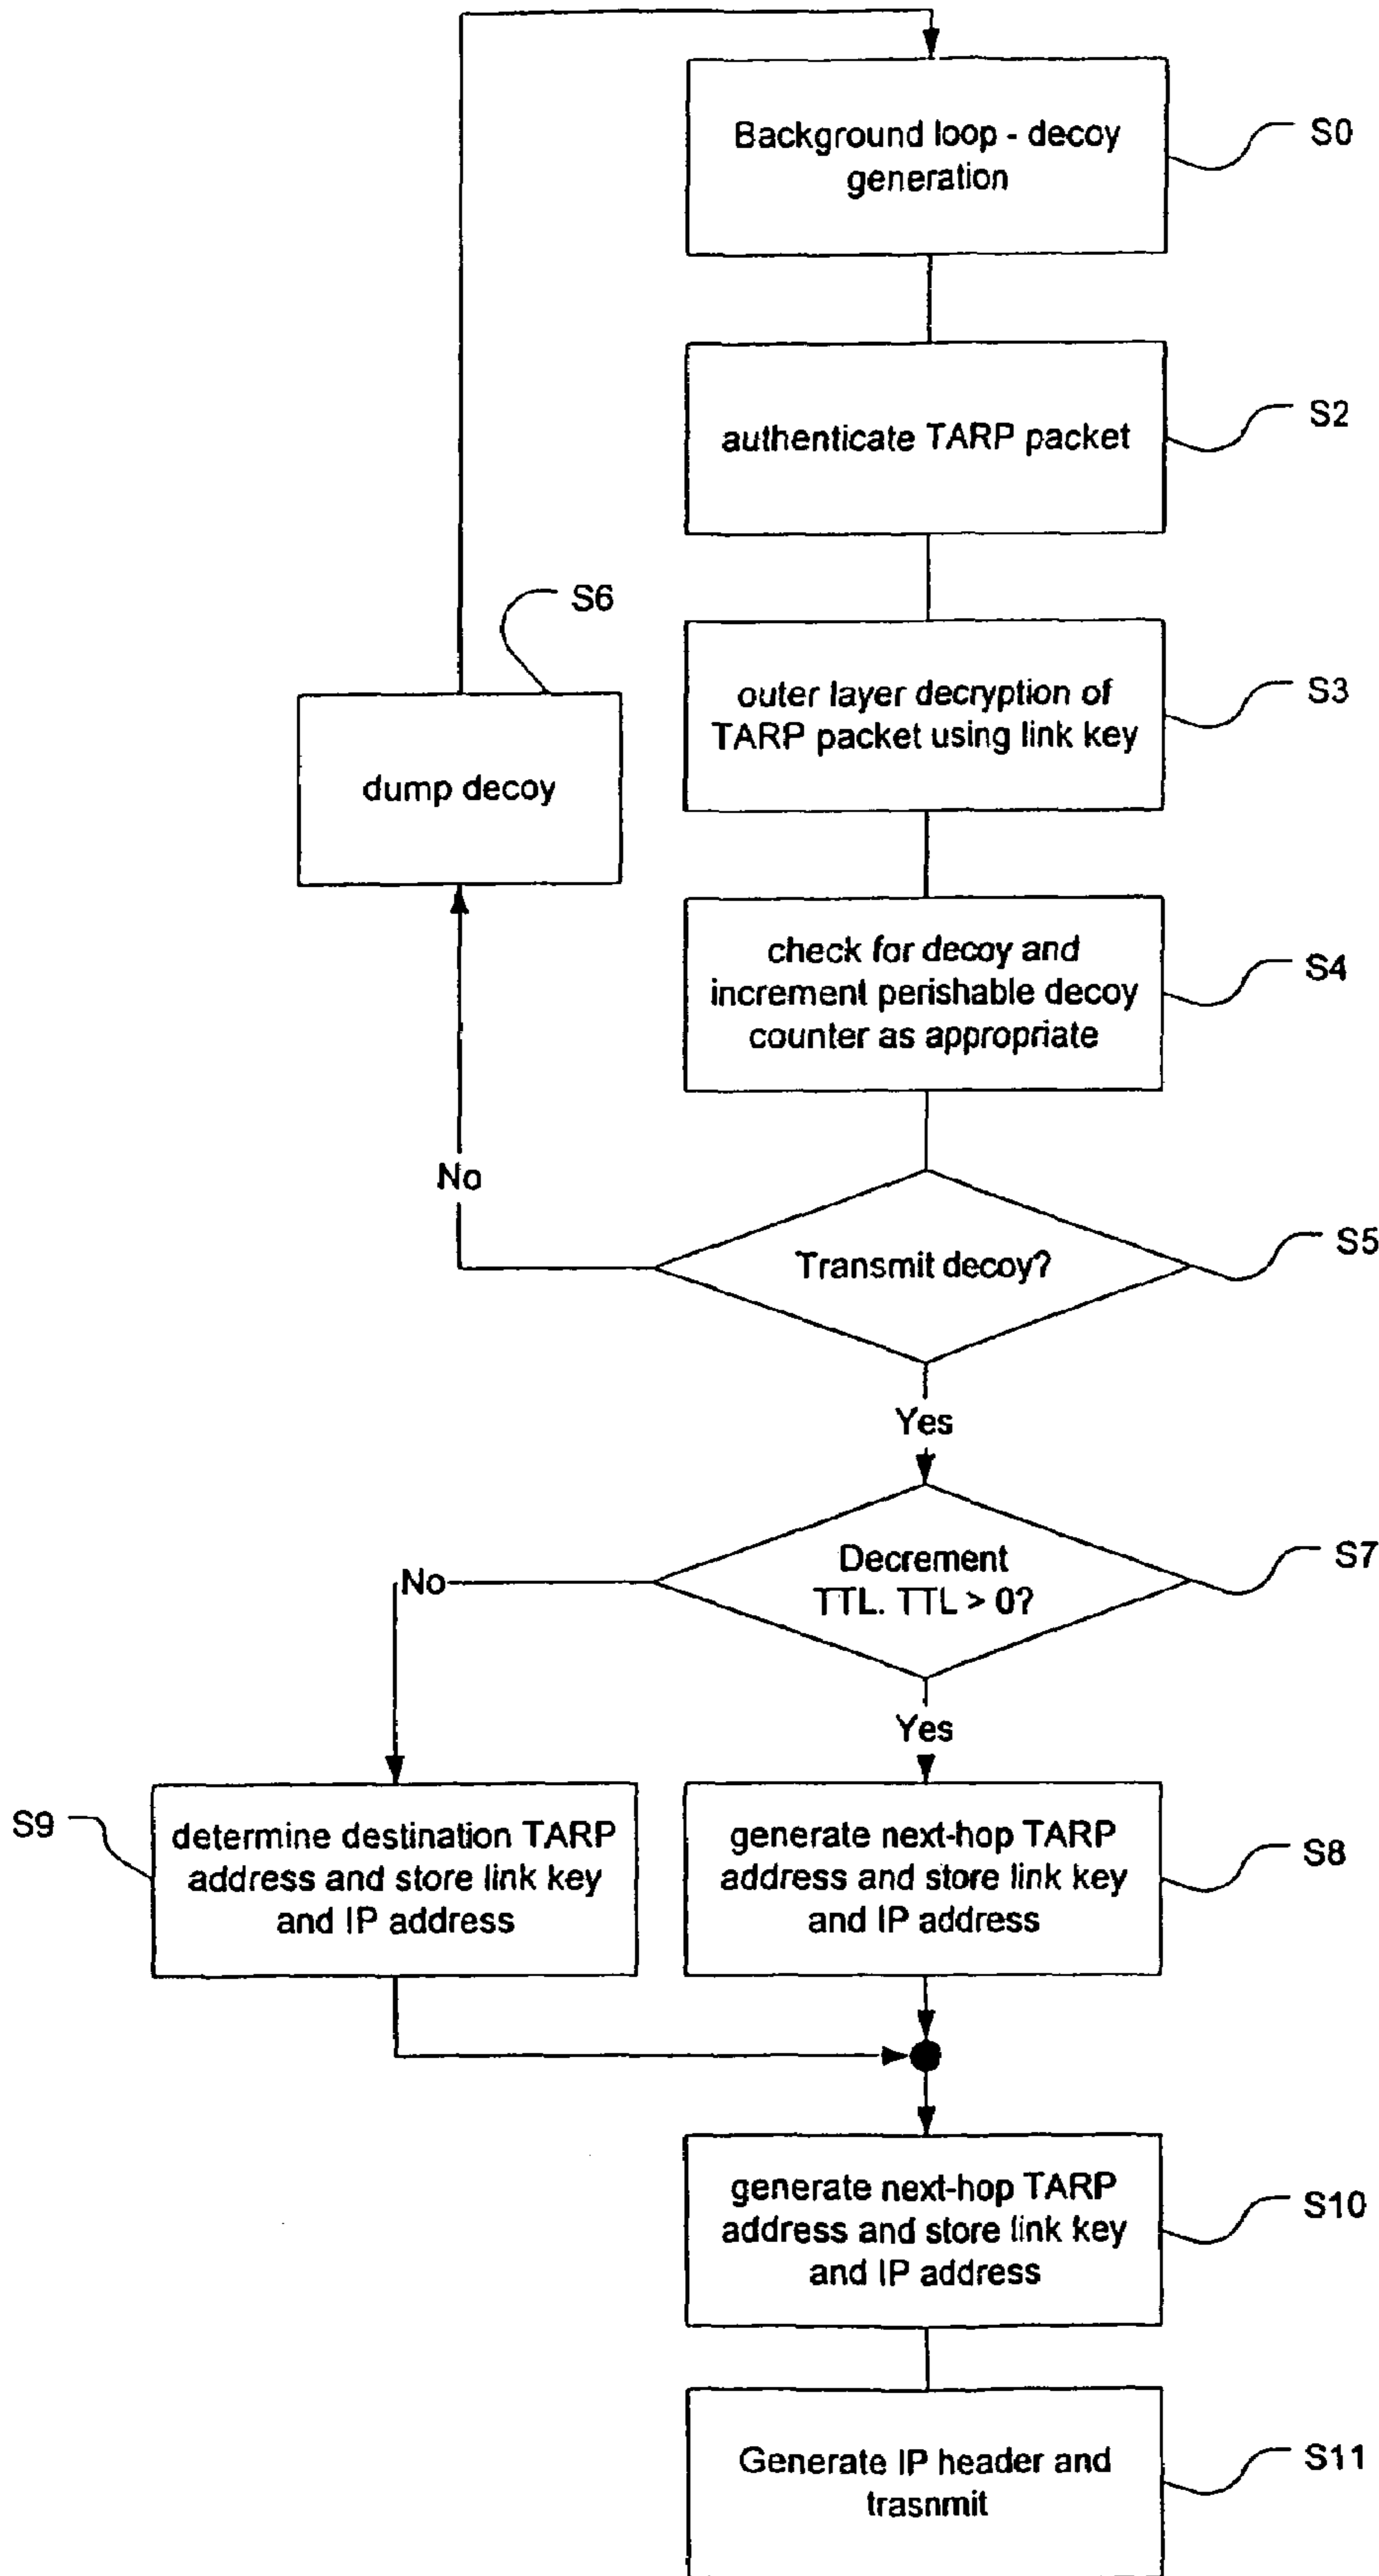 Background loop - decoy
generation
S0
authenticate TARP packet
S2
outer layer decryption of
TARP packet using link key
S3
S6
dump decoy
check for decoy and
increment perishable decoy
counter as appropriate
S4
No
Transmit decoy?
S5
Yes
Decrement
TTL. TTL > 0?
S7
No
Yes
S9
determine destination TARP
address and store link key
and IP address
generate next-hop TARP
address and store link key
and IP address
S8
generate next-hop TARP
address and store link key
and IP address
S10
Generate IP header and
trasnmit
S11